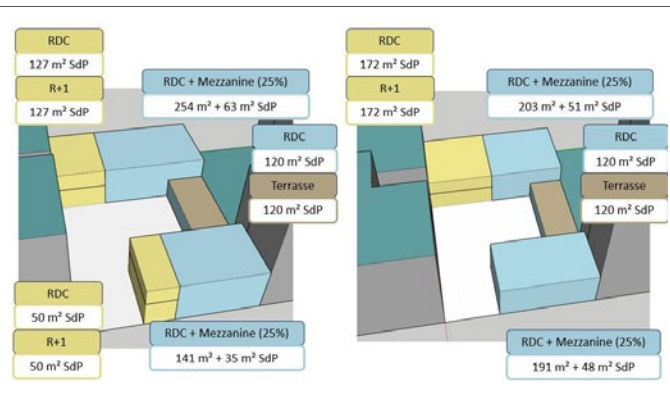 RDC
127 m² SdP
R+1
127 m² SdP
RDC + Mezzanine (25%)
254 m² + 63 m² SdP
RDC
120 m² SdP
Terrasse
120 m² SdP
RDC
50 m² SdP
R+1
50 m² SdP
RDC + Mezzanine (25%)
141 m² + 35 m² SdP
RDC
172 m² SdP
R+1
172 m² SdP
RDC + Mezzanine (25%)
203 m² + 51 m² SdP
RDC
120 m² SdP
Terrasse
120 m² SdP
RDC + Mezzanine (25%)
191 m² + 48 m² SdP